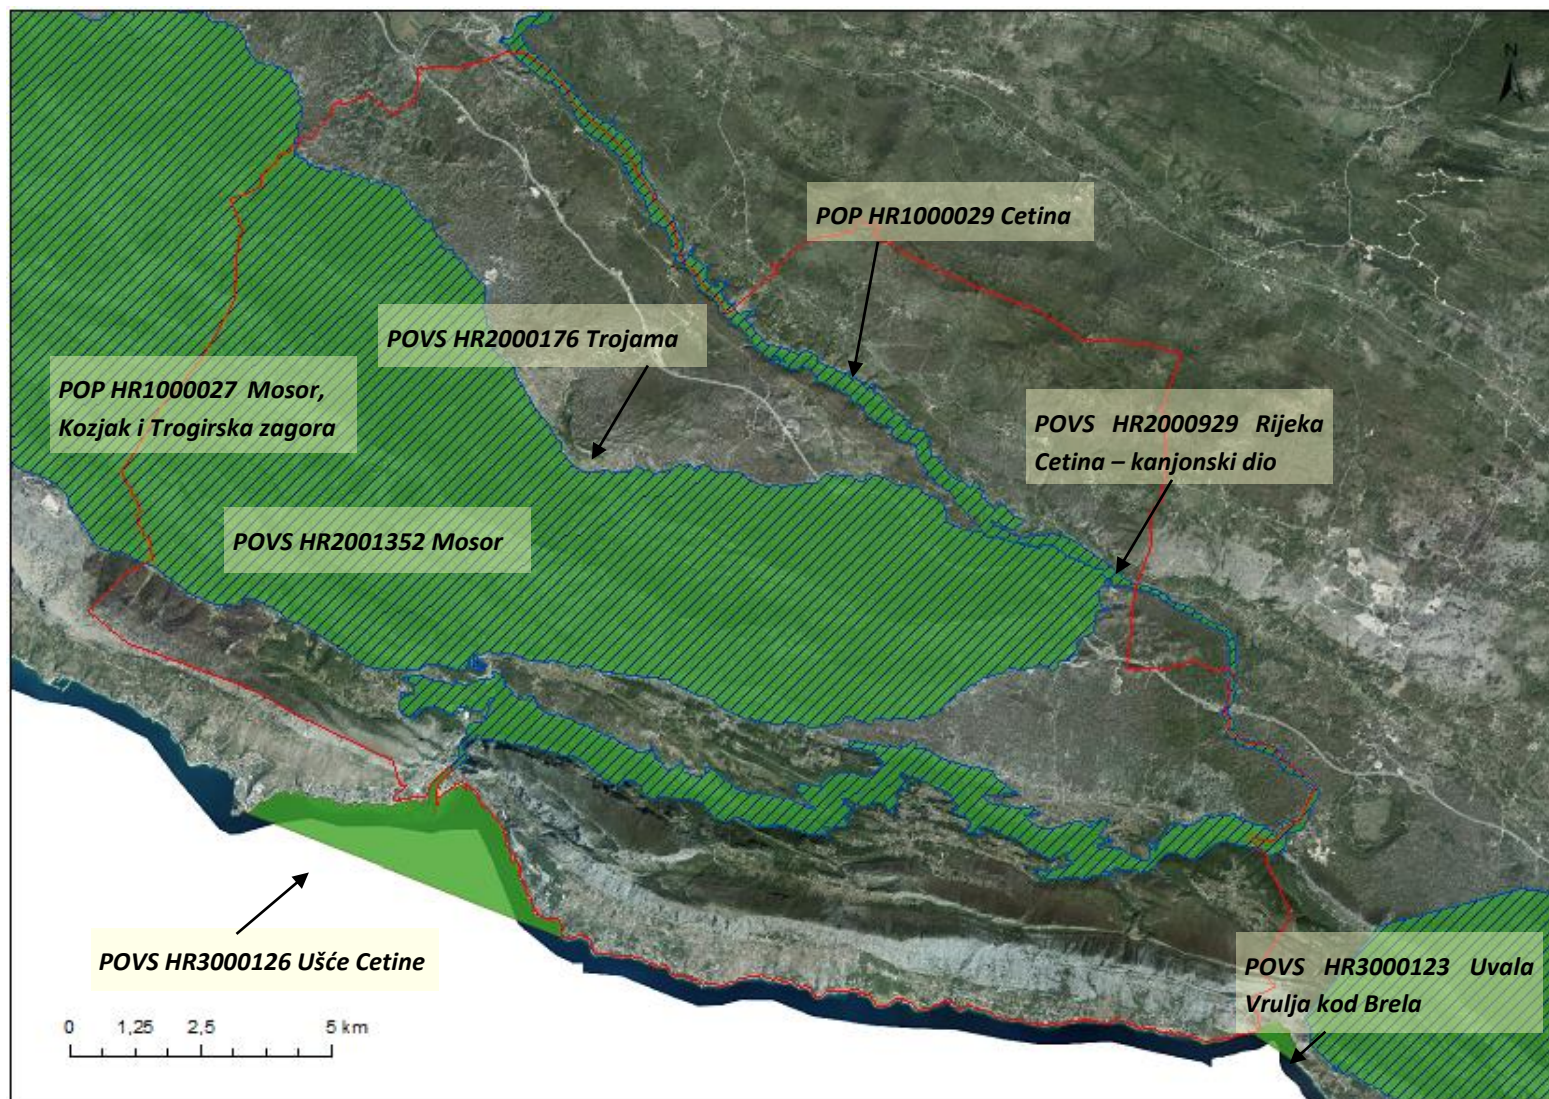 N
POP HR1000029 Cetina
POVS HR2000176 Trojama
POP HR1000027 Mosor,
Kozjak i Trogirska zagora
POVS HR2000929 Rijeka
Cetina – kanjonski dio
POVS HR2001352 Mosor
POVS HR3000126 Ušće Cetine
POVS HR3000123 Uvala
Vrulja kod Brela
0 1,25 2,5 5 km